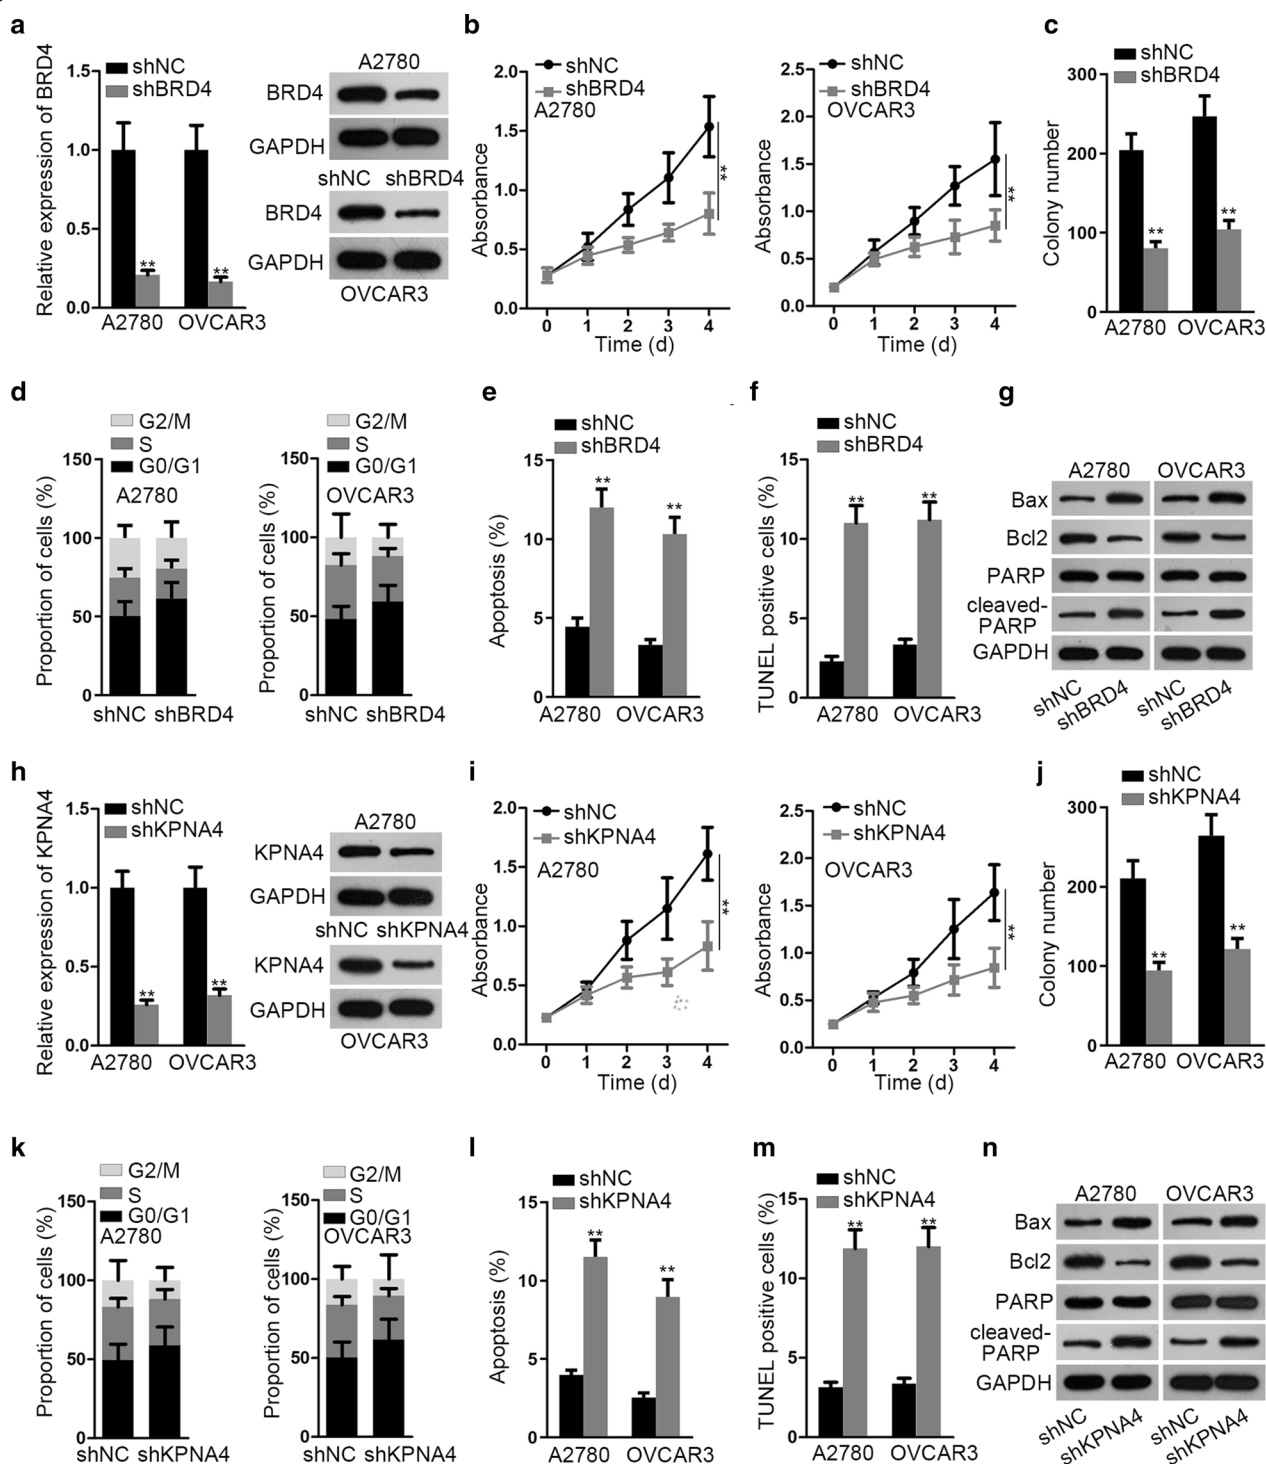 a
Relative expression of BRD4
shNC
shBRD4
1.5
1.0
0.5
0.0
**
**
A2780 OVCAR3
A2780
BRD4
GAPDH
shNC shBRD4
BRD4
GAPDH
OVCAR3
b
Absorbance
shNC
shBRD4
A2780
2.0
1.5
1.0
0.5
0.0
**
0 1 2 3 4
Time (d)
Absorbance
shNC
shBRD4
OVCAR3
2.5
2.0
1.5
1.0
0.5
0.0
**
0 1 2 3 4
Time (d)
c
Colony number
shNC
shBRD4
300
200
100
0
**
**
A2780 OVCAR3
d
Proportion of cells (%)
G2/M
S
G0/G1
A2780
150
100
50
0
shNC shBRD4
Proportion of cells (%)
G2/M
S
G0/G1
OVCAR3
150
100
50
0
shNC shBRD4
e
Apoptosis (%)
shNC
shBRD4
15
10
5
0
**
**
A2780 OVCAR3
f
TUNEL positive cells (%)
shNC
shBRD4
15
10
5
0
**
**
A2780 OVCAR3
g
A2780 OVCAR3
Bax
Bcl2
PARP
cleaved-
PARP
GAPDH
shNC
shBRD4
shNC
shBRD4
h
Relative expression of KPNA4
shNC
shKPNA4
1.5
1.0
0.5
0.0
**
**
A2780 OVCAR3
A2780
KPNA4
GAPDH
shNC shKPNA4
KPNA4
GAPDH
OVCAR3
i
Absorbance
shNC
shKPNA4
A2780
2.0
1.5
1.0
0.5
0.0
**
0 1 2 3 4
Time (d)
Absorbance
shNC
shKPNA4
OVCAR3
2.5
2.0
1.5
1.0
0.5
0.0
**
0 1 2 3 4
Time (d)
j
Colony number
shNC
shKPNA4
300
200
100
0
**
**
A2780 OVCAR3
k
Proportion of cells (%)
G2/M
S
G0/G1
A2780
150
100
50
0
shNC shKPNA4
Proportion of cells (%)
G2/M
S
G0/G1
OVCAR3
150
100
50
0
shNC shKPNA4
l
Apoptosis (%)
shNC
shKPNA4
15
10
5
0
**
**
A2780 OVCAR3
m
TUNEL positive cells (%)
shNC
shKPNA4
15
10
5
0
**
**
A2780 OVCAR3
n
A2780 OVCAR3
Bax
Bcl2
PARP
cleaved-
PARP
GAPDH
shNC
shKPNA4
shNC
shKPNA4